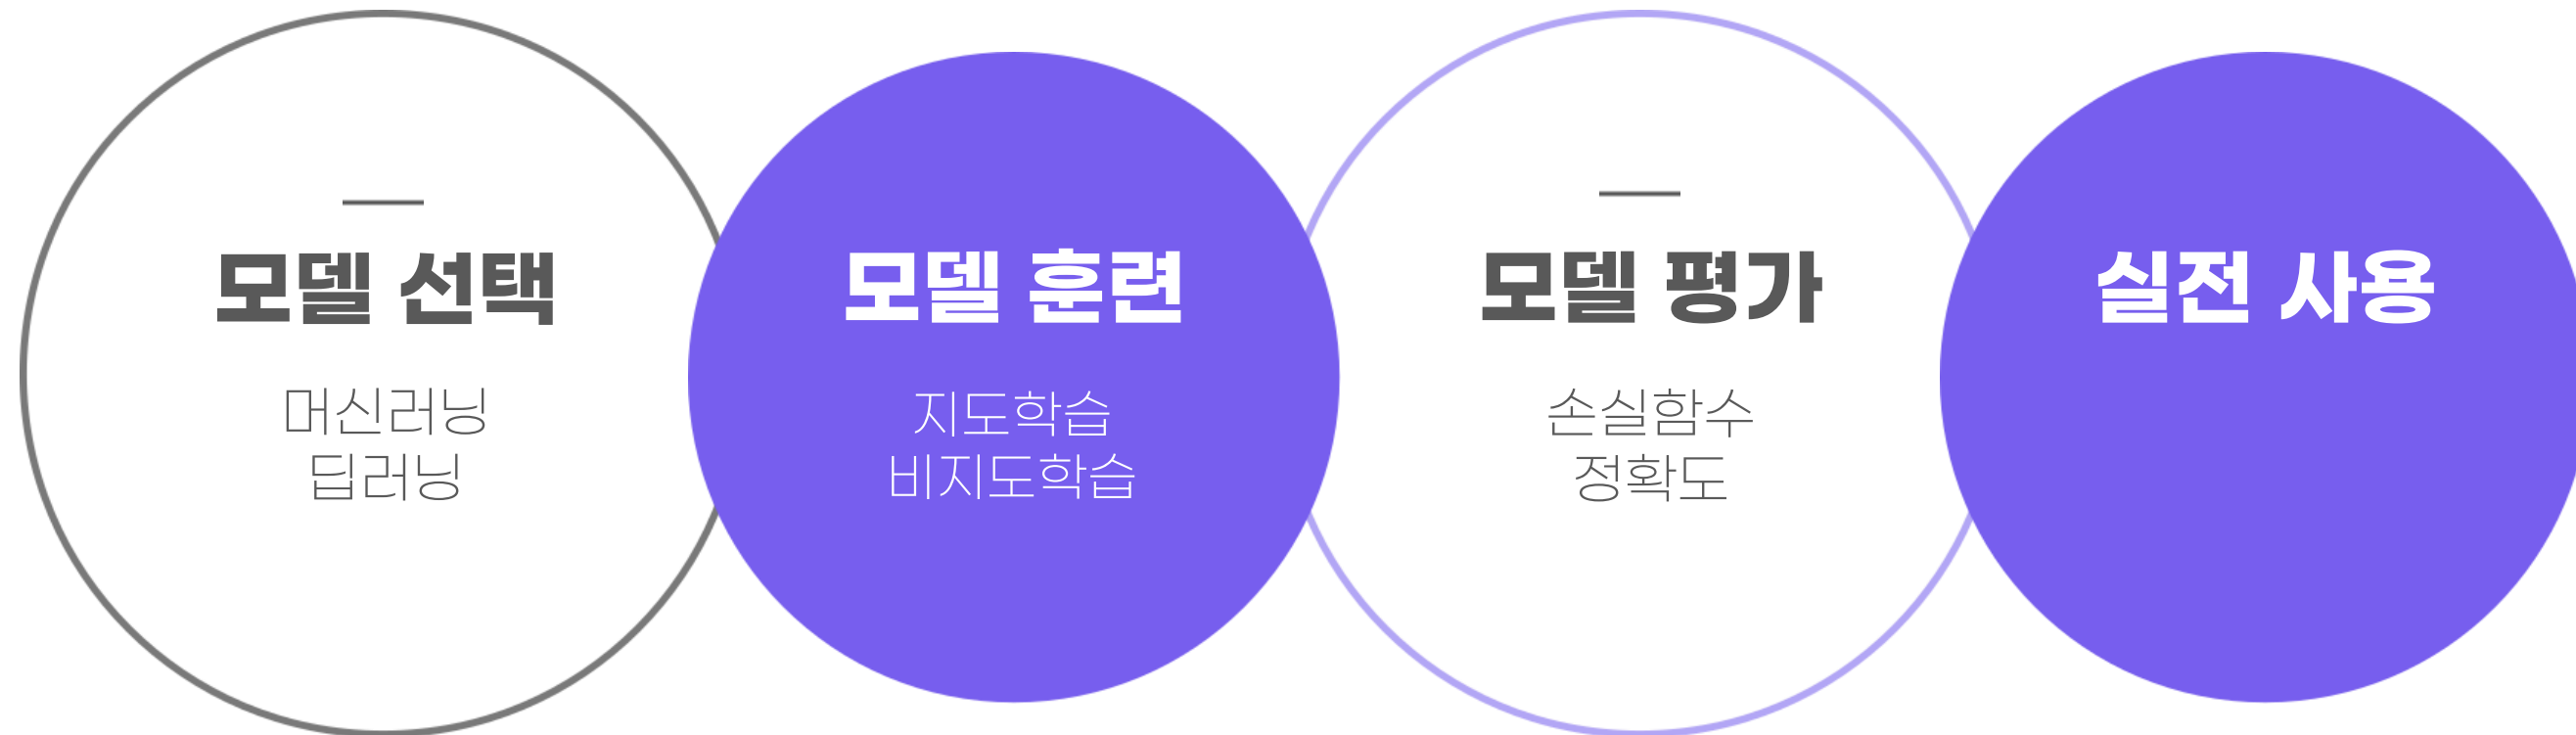 모델 선택
머신러닝
딥러닝
모델 훈련
지도학습
비지도학습
모델 평가
손실함수
정확도
실전 사용